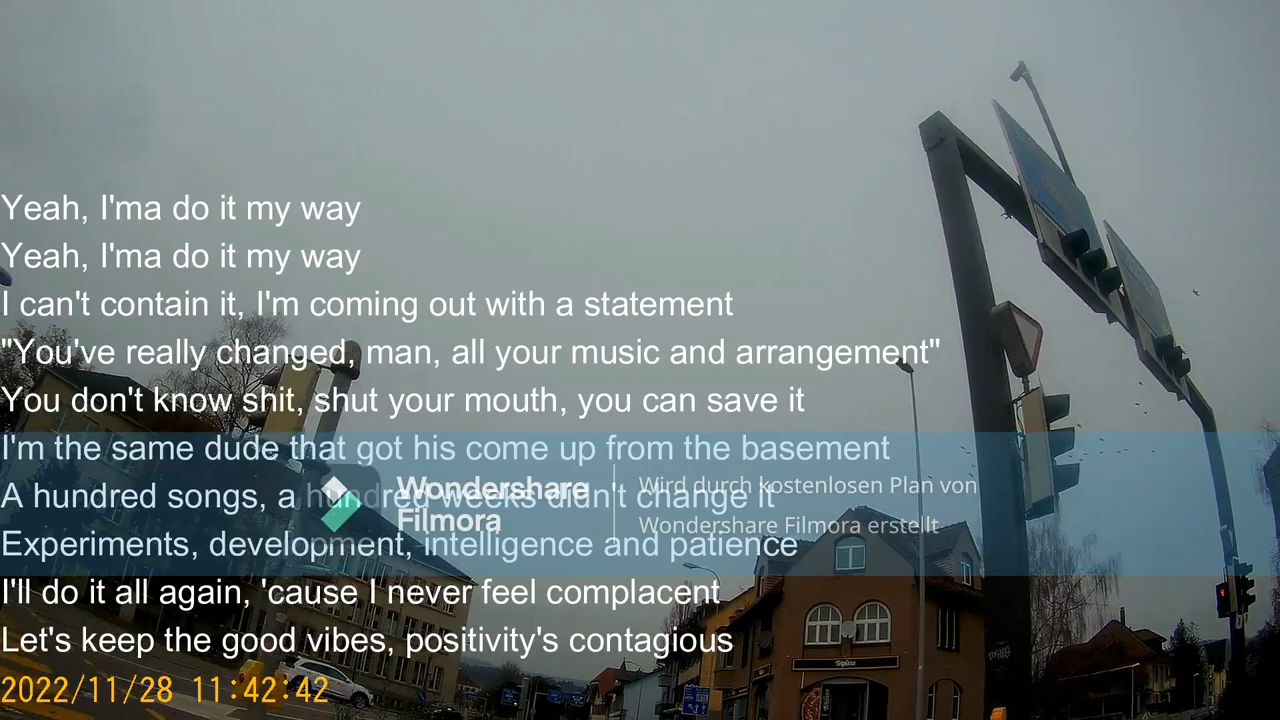 Yeah, I'ma do it my way
Yeah, I'ma do it my way
I can't contain it, I'm coming out with a statement
"You've really changed, man, all your music and arrangement"
You don't know shit, shut your mouth, you can save it
I'm the same dude that got his come up from the basement
A hundred songs, a hundred weeks didn't change it
Wondershare
Filmora
Wird durch kostenlosen Plan von
Wondershare Filmora erstellt
Experiments, development, intelligence and patience
I'll do it all again, 'cause I never feel complacent
Let's keep the good vibes, positivity's contagious
2022/11/28 11:42:42